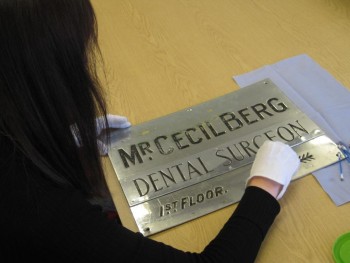 MR. CECIL BERG
DENTAL SURGEON
1ST FLOOR.